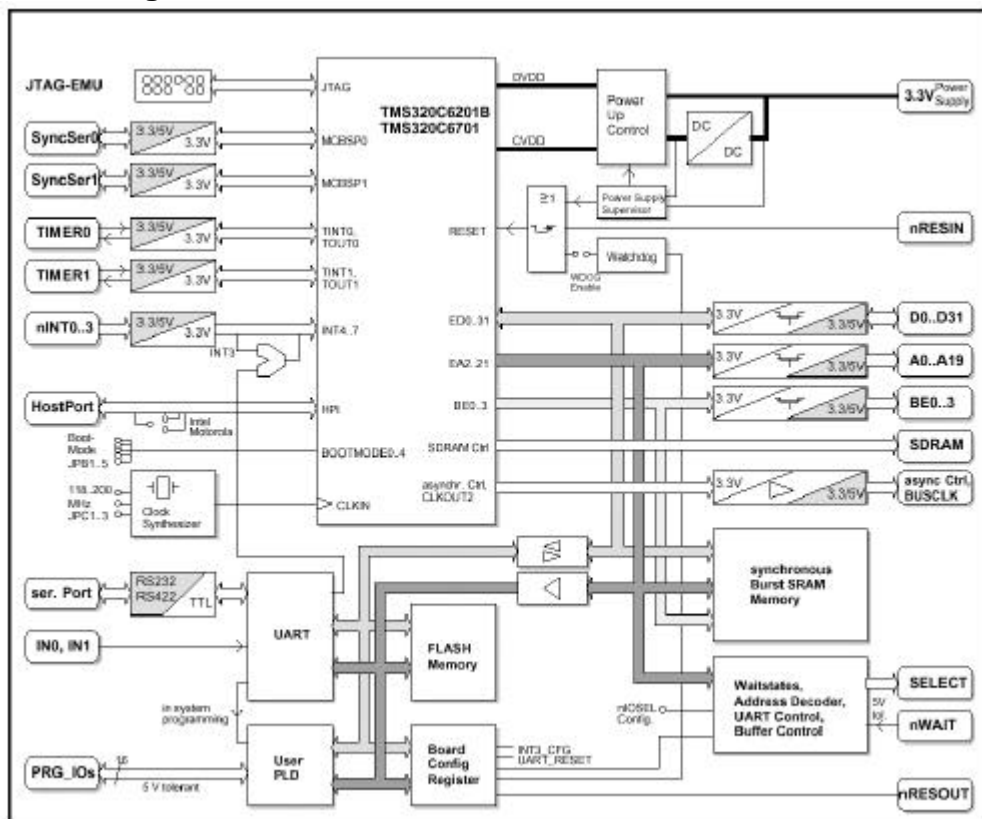 JTAG-EMU
JTAG
DVDD
TMS320C6201B
TMS320C6701
Power
Up
Control
3.3V Power
Supply
SyncSer0
3.3/5V
3.3V
MCBSP0
CVDD
DC
DC
SyncSer1
3.3/5V
3.3V
MCBSP1
≥1
Power Supply
Supervisor
TIMER0
3.3/5V
3.3V
TINT0,
TOUT0
RESET
nRESIN
TIMER1
3.3/5V
3.3V
TINT1,
TOUT1
Watchdog
WDOG
Enable
nINT0..3
3.3/5V
3.3V
INT4..7
ED0..31
3.3V
3.3/5V
D0..D31
INT3
EA2..21
3.3V
3.3/5V
A0..A19
HostPort
HPI
BE0..3
3.3V
3.3/5V
BE0..3
Intel
Motorola
Boot-
Mode
JPB1..5
BOOTMODE0..4
SDRAM Ctrl
SDRAM
118..200
MHz
JPC1..3
Clock
Synthesizer
CLKIN
asynchr. Ctrl,
CLKOUT2
3.3V
3.3/5V
async Ctrl,
BUSCLK
synchronous
Burst SRAM
Memory
ser. Port
RS232
RS422
TTL
UART
FLASH
Memory
IN0, IN1
in system
programming
Waitstates,
Address Decoder,
UART Control,
Buffer Control
nIOSEL
Config.
SELECT
5V
tol.
nWAIT
PRG_IOs
16
5 V tolerant
User
PLD
Board
Config
Register
INT3_CFG
UART_RESET
nRESOUT